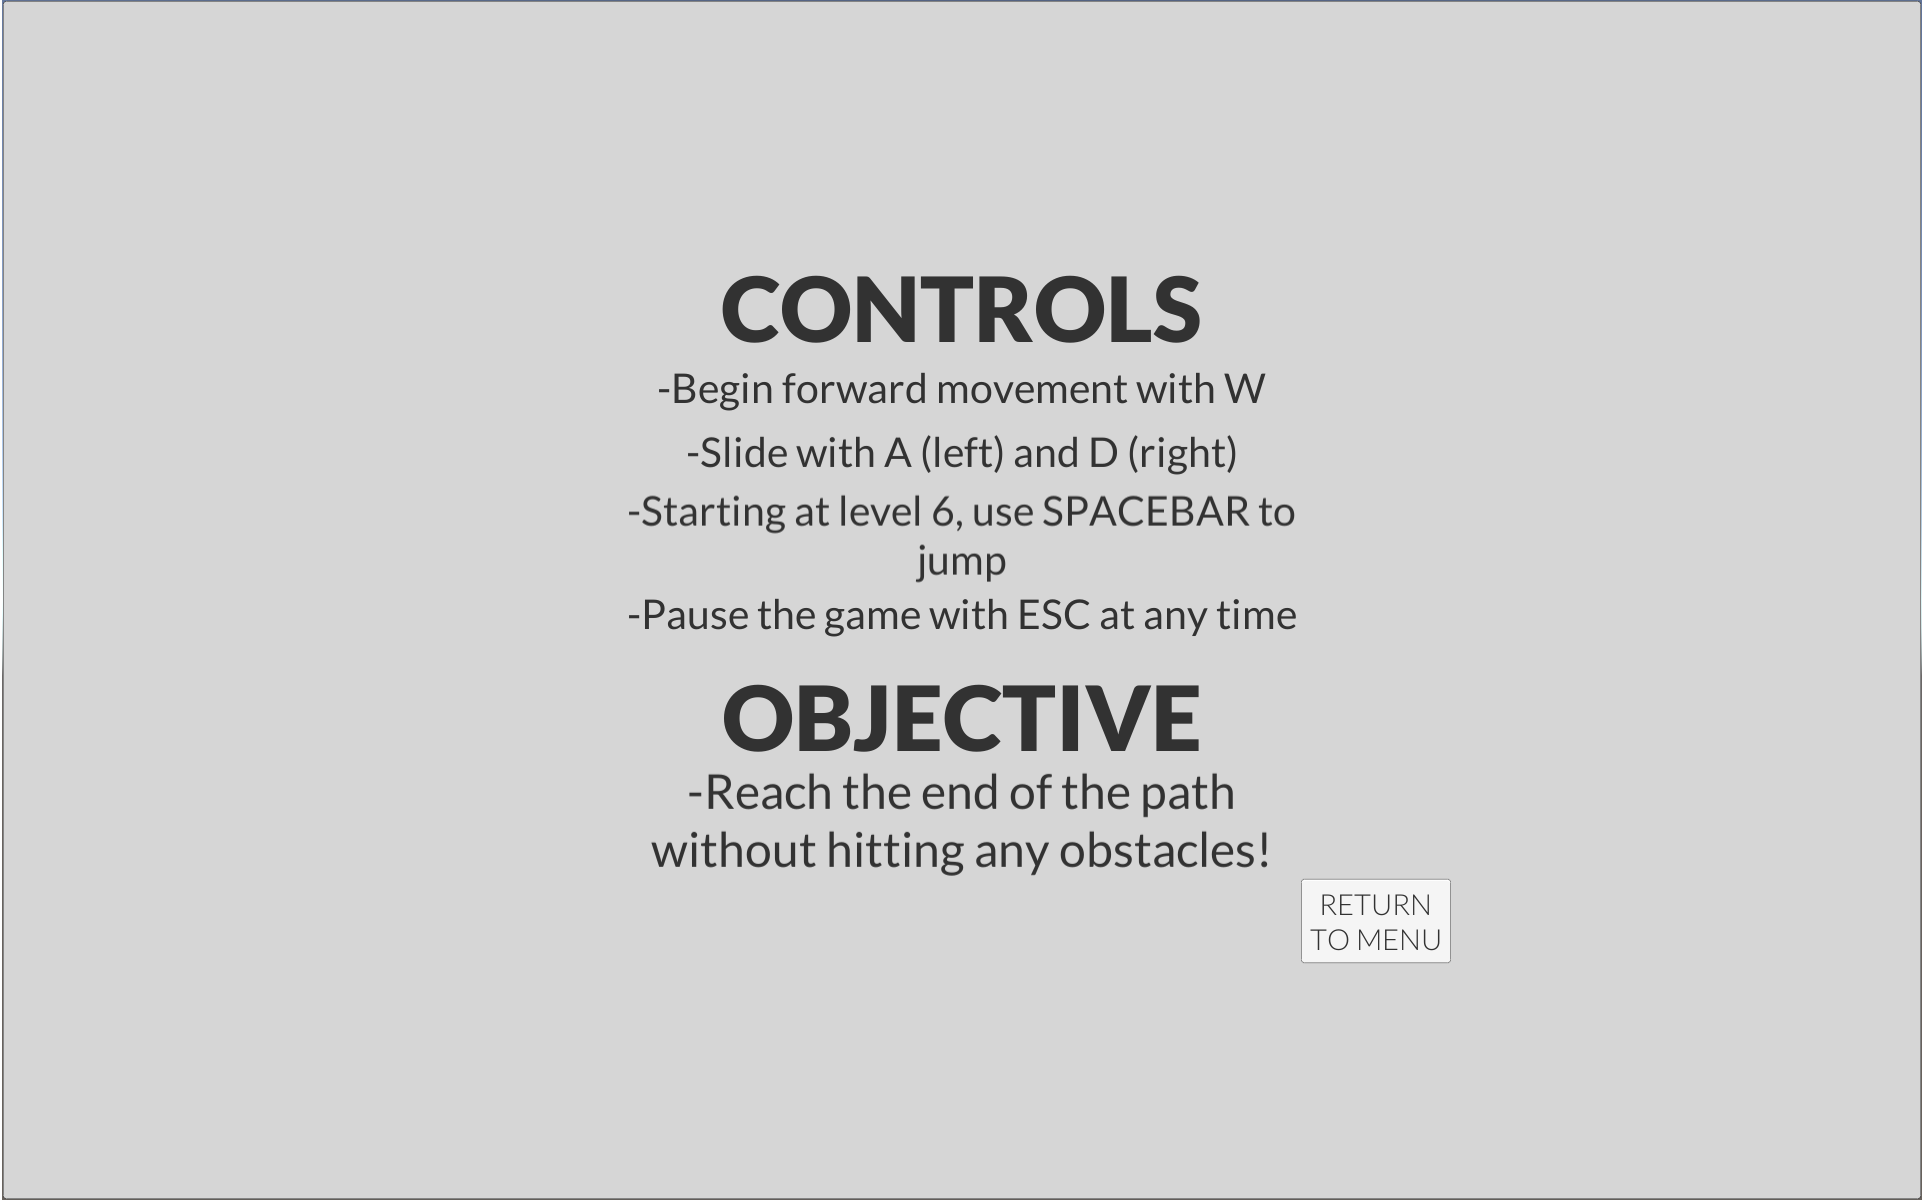 CONTROLS
-Begin forward movement with W
-Slide with A (left) and D (right)
-Starting at level 6, use SPACEBAR to
jump
-Pause the game with ESC at any time
OBJECTIVE
-Reach the end of the path
without hitting any obstacles!
RETURN
TO MENU